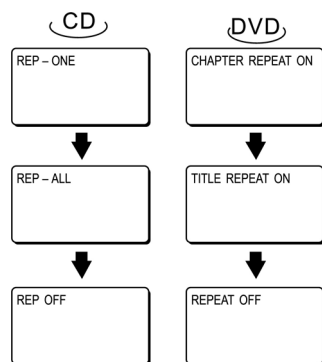 CD
REP – ONE
REP – ALL
REP OFF
DVD
CHAPTER REPEAT ON
TITLE REPEAT ON
REPEAT OFF